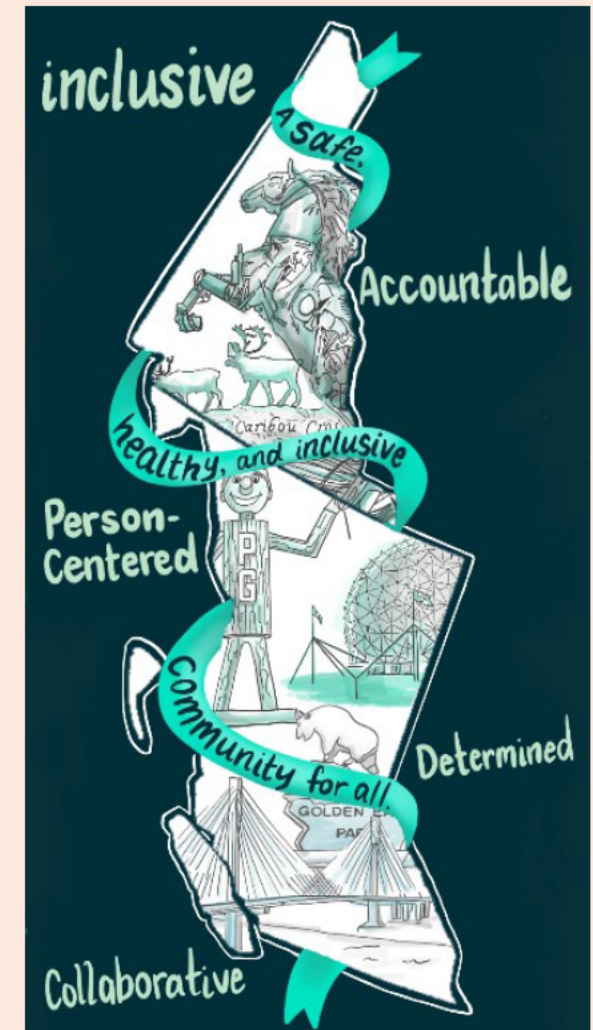 inclusive
A safe,
Accountable
Caribou
healthy, and inclusive
Person-
Centered
PG
Community for all.
Determined
GOLDEN
Collaborative